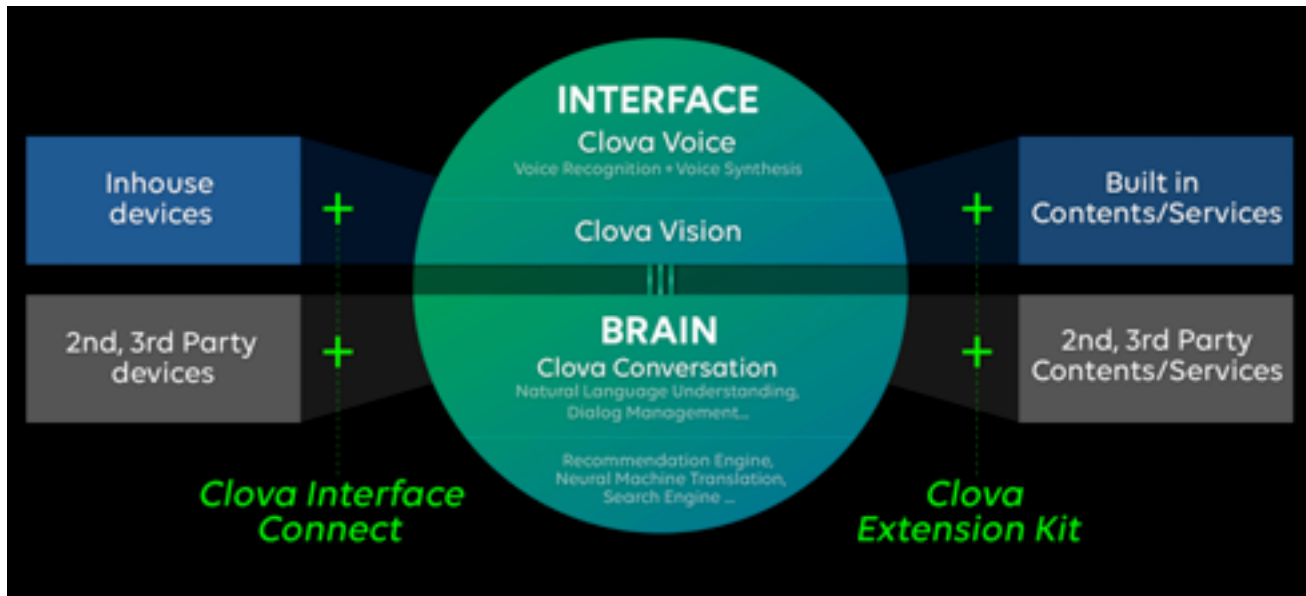 INTERFACE
Clova Voice
Voice Recognition + Voice Synthesis
Clova Vision
Inhouse
devices
+
+
Built in
Contents/Services
BRAIN
Clova Conversation
Natural Language Understanding,
Dialog Management...
Recommendation Engine,
Neural Machine Translation,
Search Engine ...
2nd, 3rd Party
devices
+
+
2nd, 3rd Party
Contents/Services
Clova Interface
Connect
Clova
Extension Kit